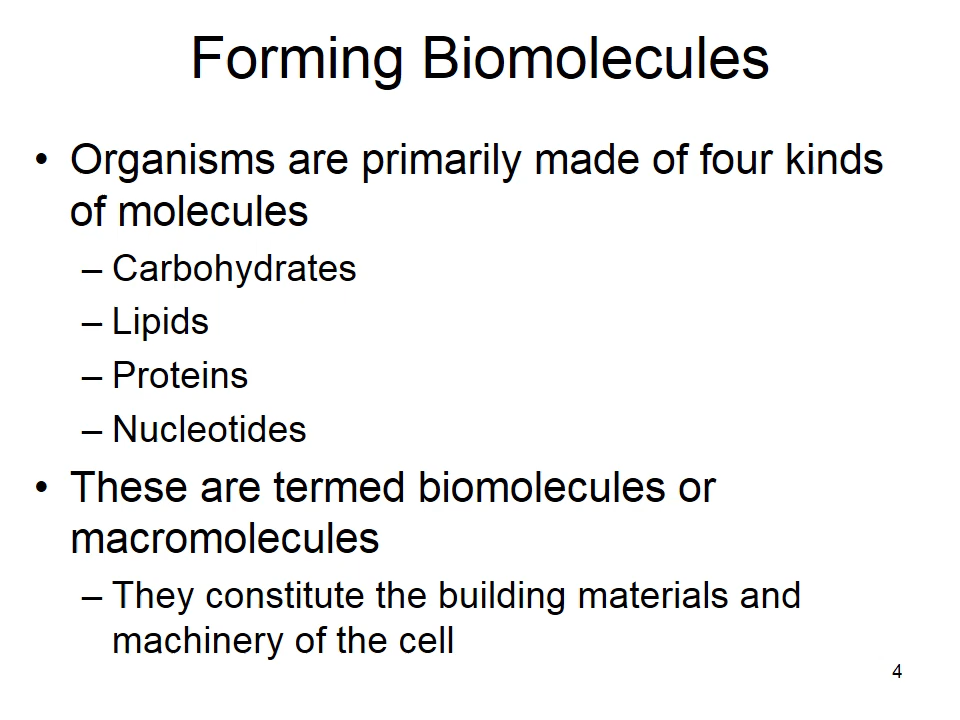 Forming Biomolecules
• Organisms are primarily made of four kinds
of molecules
– Carbohydrates
– Lipids
– Proteins
– Nucleotides
• These are termed biomolecules or
macromolecules
– They constitute the building materials and
machinery of the cell
4